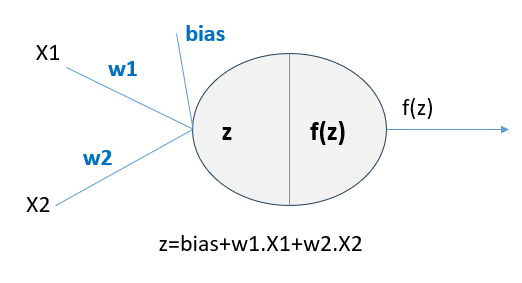 bias
X1
w1
f(z)
z
f(z)
w2
X2
z=bias+w1.X1+w2.X2